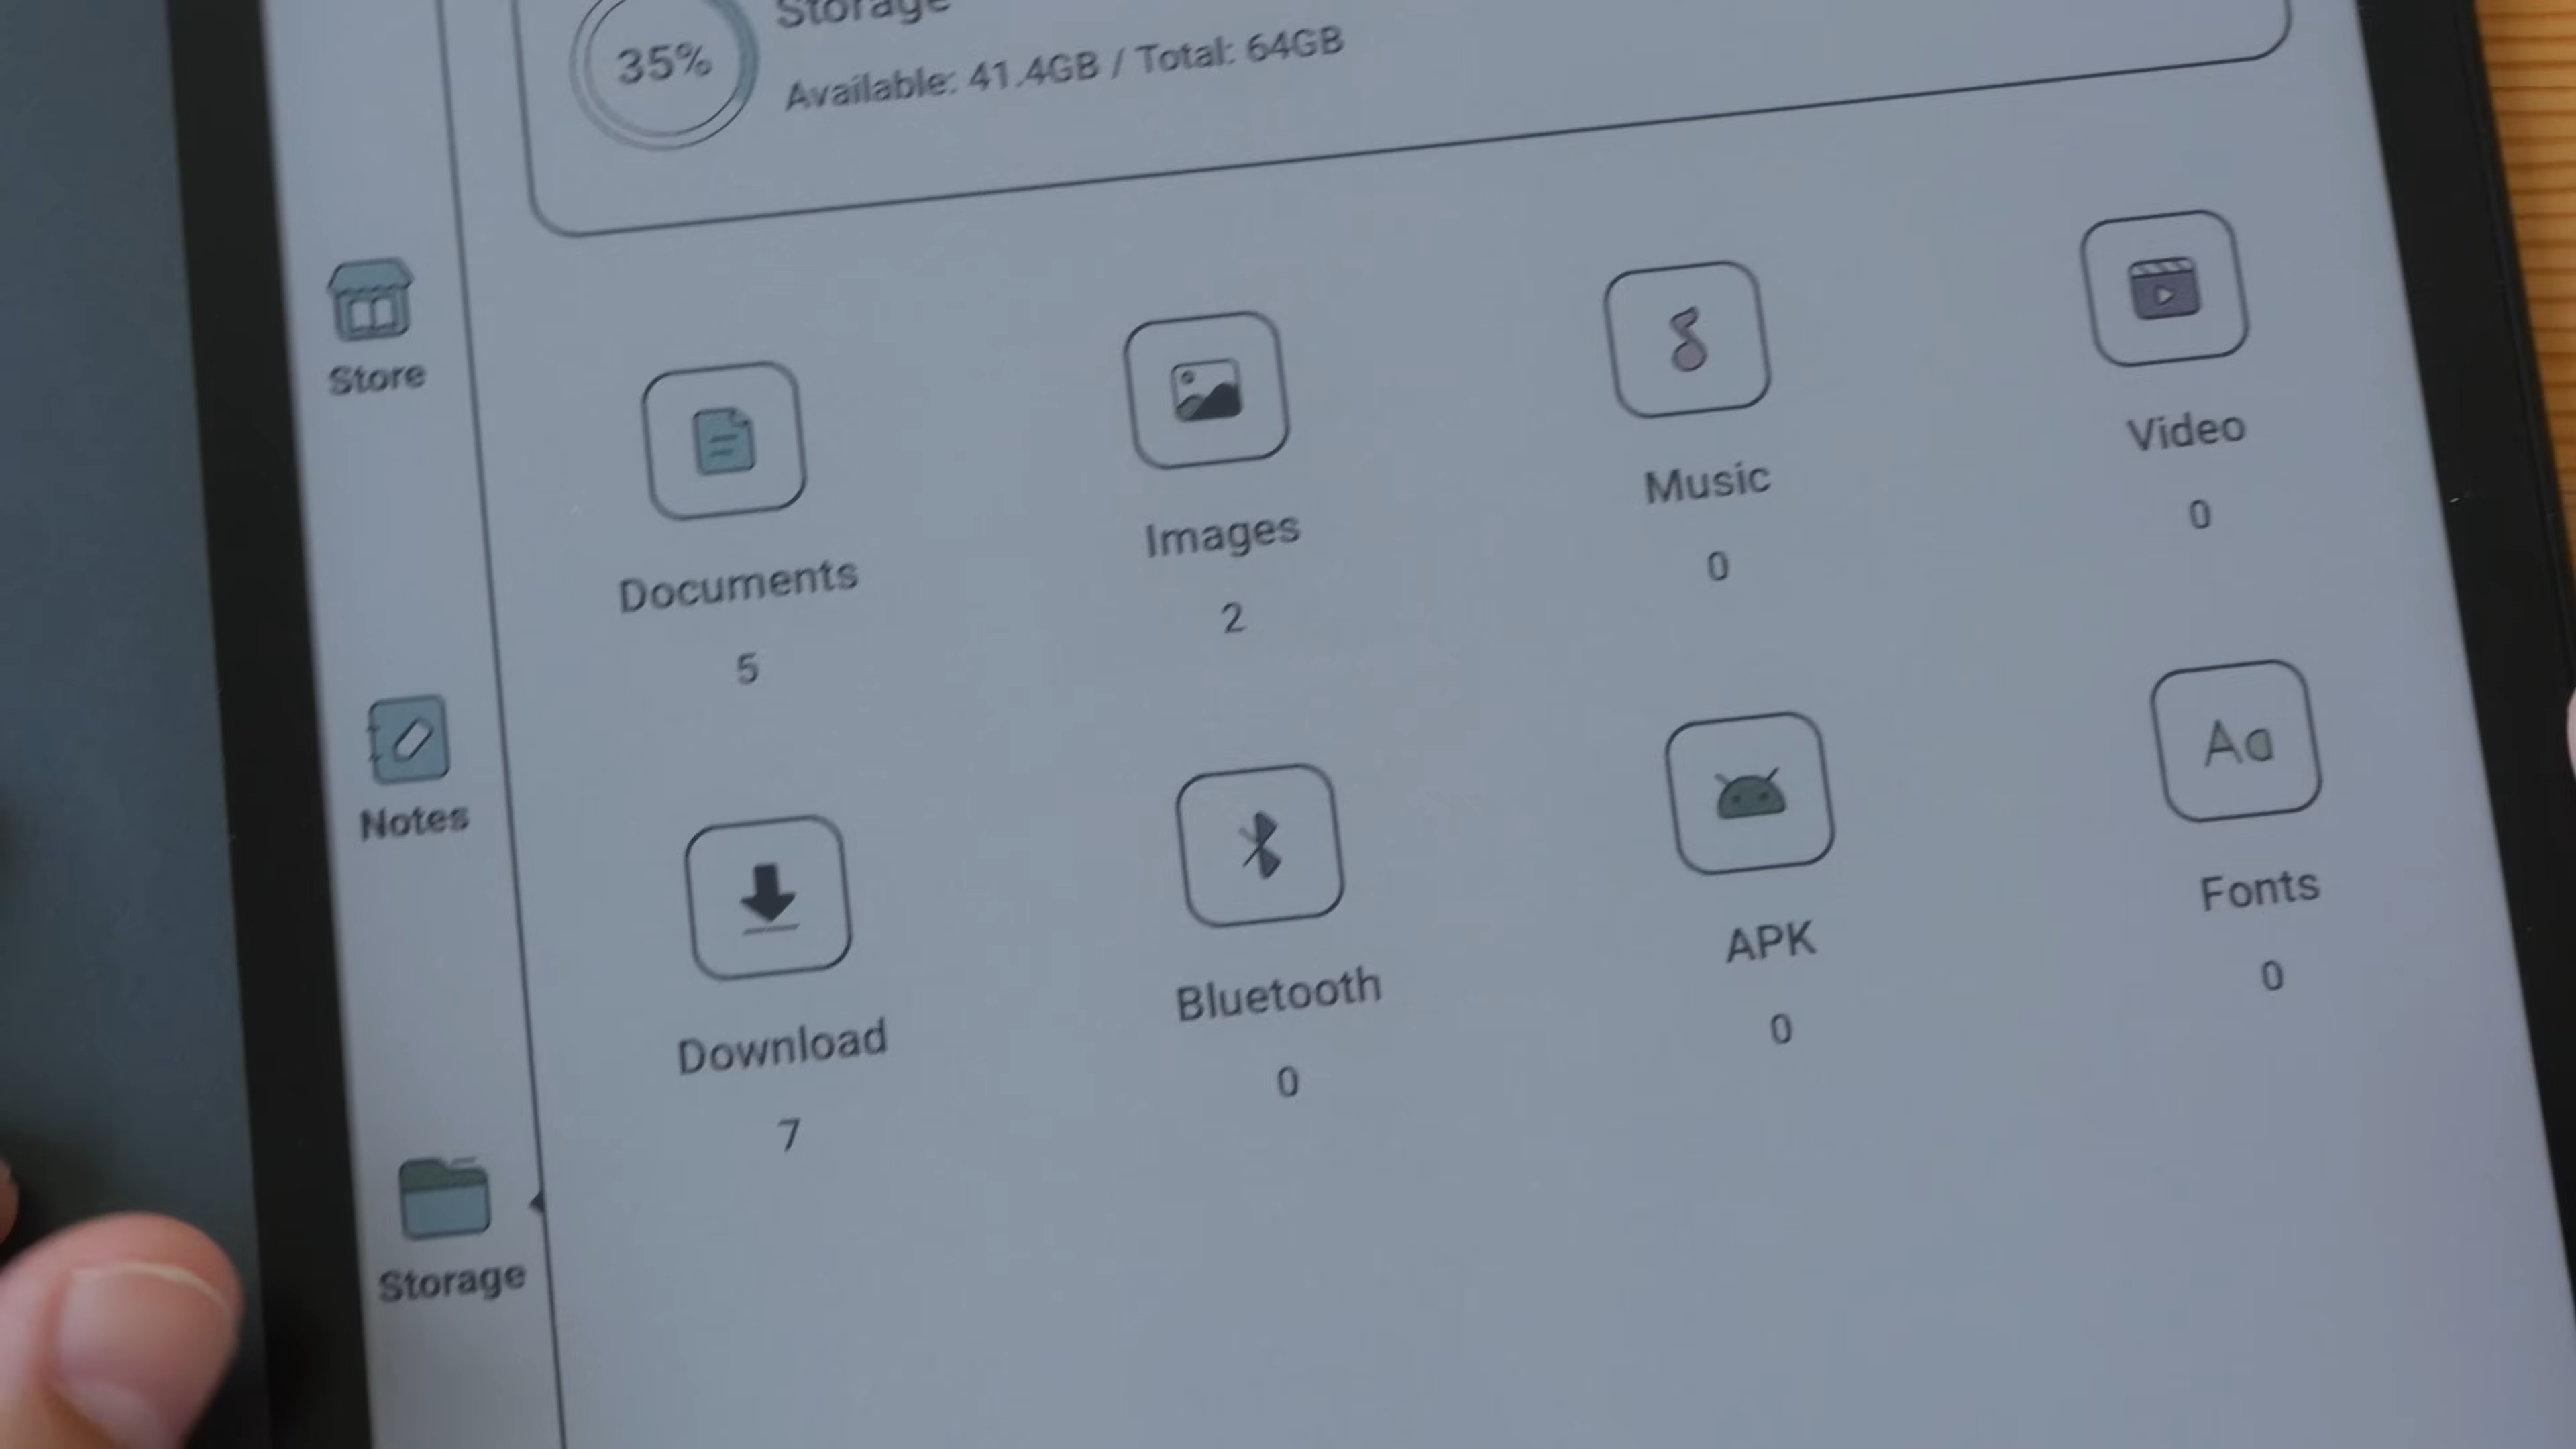 35%
Storage
Available: 41.4GB / Total: 64GB
Store
Documents
5
Images
2
Music
0
Video
0
Notes
Download
7
Bluetooth
0
APK
0
Aa
Fonts
0
Storage